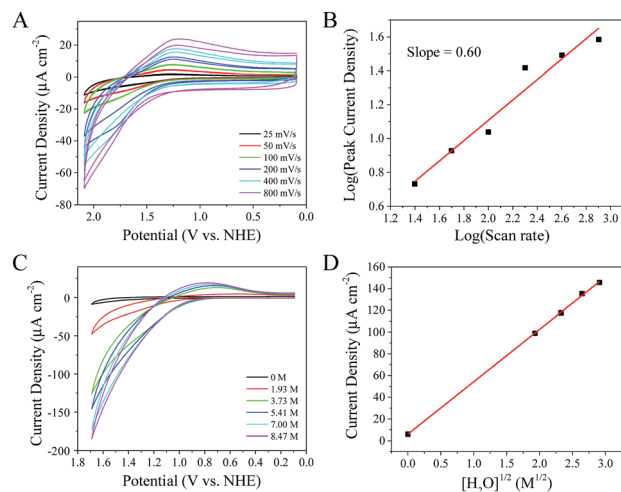 A
Current Density (μA cm⁻²)
40
20
0
-20
-40
-60
-80
25 mV/s
50 mV/s
100 mV/s
200 mV/s
400 mV/s
800 mV/s
2.0
1.5
1.0
0.5
0.0
Potential (V vs. NHE)
B
Log(Peak Current Density)
1.6
1.4
1.2
1.0
0.8
0.6
Slope = 0.60
1.2 1.4 1.6 1.8 2.0 2.2 2.4 2.6 2.8 3.0
Log(Scan rate)
C
Current Density (μA cm⁻²)
0
-50
-100
-150
-200
0 M
1.93 M
3.73 M
5.41 M
7.00 M
8.47 M
1.8 1.6 1.4 1.2 1.0 0.8 0.6 0.4 0.2 0.0
Potential (V vs. NHE)
D
Current Density (μA cm⁻²)
160
140
120
100
80
60
40
20
0
0.0 0.5 1.0 1.5 2.0 2.5 3.0
[H₂O]¹ᐟ² (M¹ᐟ²)